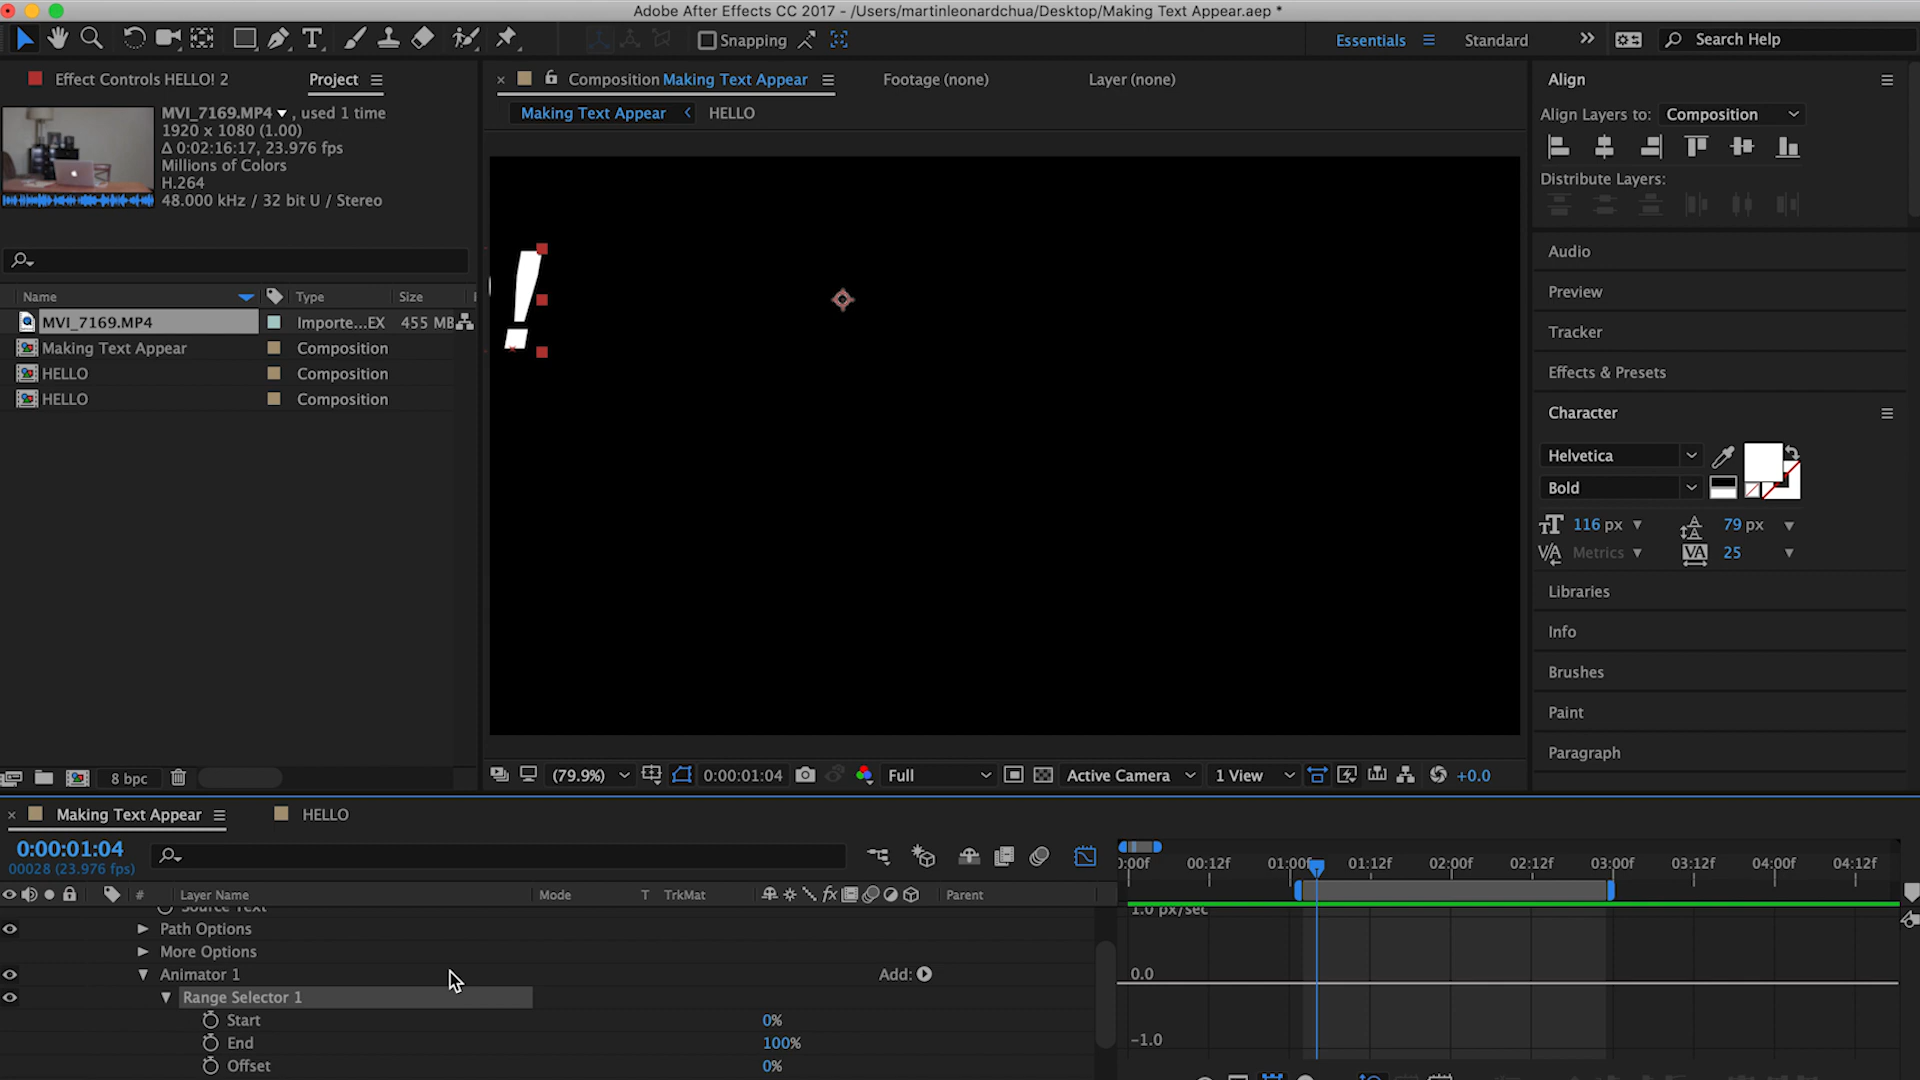 Adobe After Effects CC 2017 - /Users/martinleonardchua/Desktop/Making Text Appear.aep *
Snapping
Essentials
Standard
Search Help
Effect Controls HELLO! 2
Project
MVI_7169.MP4 , used 1 time
1920 x 1080 (1.00)
Δ 0:02:16:17, 23.976 fps
Millions of Colors
H.264
48.000 kHz / 32 bit U / Stereo
Name Type Size
MVI_7169.MP4 Importe...EX 455 MB
Making Text Appear Composition
HELLO Composition
HELLO Composition
8 bpc
Composition Making Text Appear
Footage (none)
Layer (none)
Making Text Appear
HELLO
!
(79.9%) 0:00:01:04 Full Active Camera 1 View +0.0
Align
Align Layers to: Composition
Distribute Layers:
Audio
Preview
Tracker
Effects & Presets
Character
Helvetica
Bold
116 px 79 px
Metrics 25
Libraries
Info
Brushes
Paint
Paragraph
Making Text Appear
HELLO
0:00:01:04
00028 (23.976 fps)
# Layer Name Mode T TrkMat Parent
Source Text
Path Options
More Options
Animator 1 Add:
Range Selector 1
Start 0%
End 100%
Offset 0%
0:00f 00:12f 01:00f 01:12f 02:00f 02:12f 03:00f 03:12f 04:00f 04:12f
1.0 px/sec
0.0
-1.0